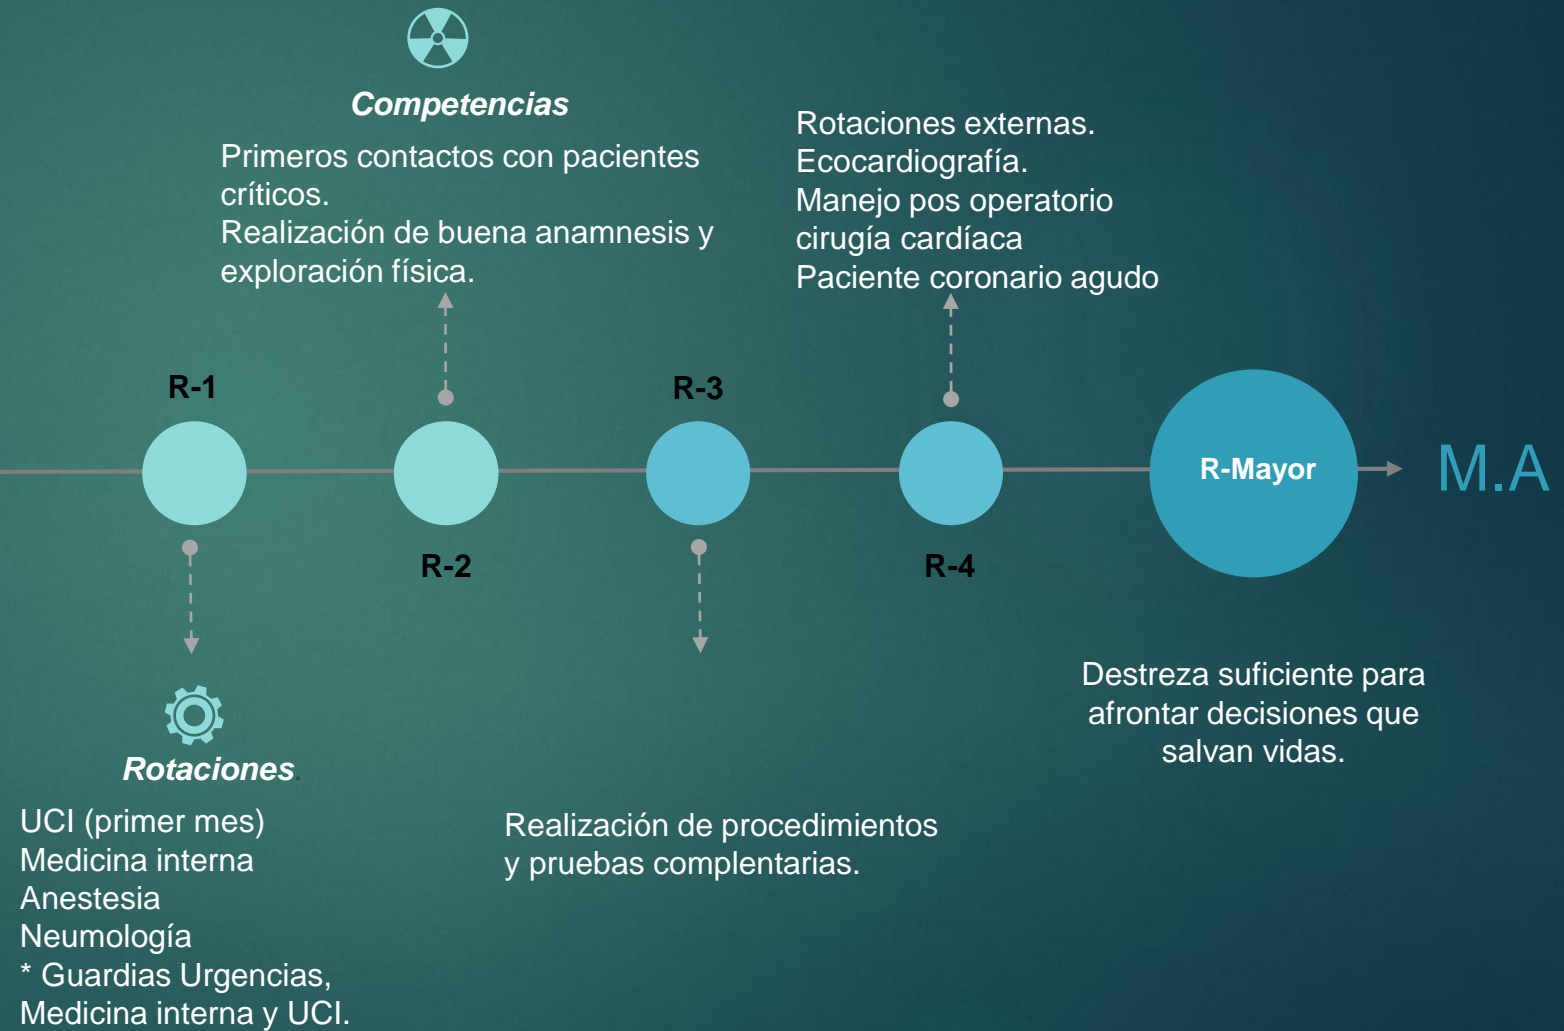 Competencias
Primeros contactos con pacientes
críticos.
Realización de buena anamnesis y
exploración física.
Rotaciones externas.
Ecocardiografía.
Manejo pos operatorio
cirugía cardíaca
Paciente coronario agudo
R-1
R-2
R-3
R-4
R-Mayor
M.A
Rotaciones.
UCI (primer mes)
Medicina interna
Anestesia
Neumología
* Guardias Urgencias,
Medicina interna y UCI.
Realización de procedimientos
y pruebas complentarias.
Destreza suficiente para
afrontar decisiones que
salvan vidas.